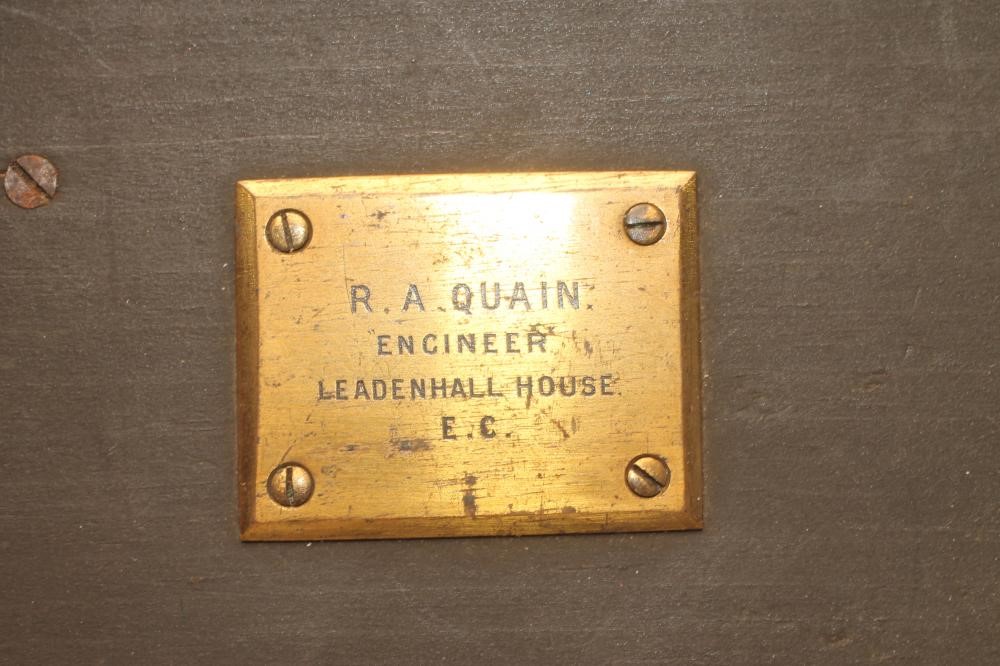 R. A. QUAIN.
ENGINEER
LEADENHALL HOUSE.
E.C.